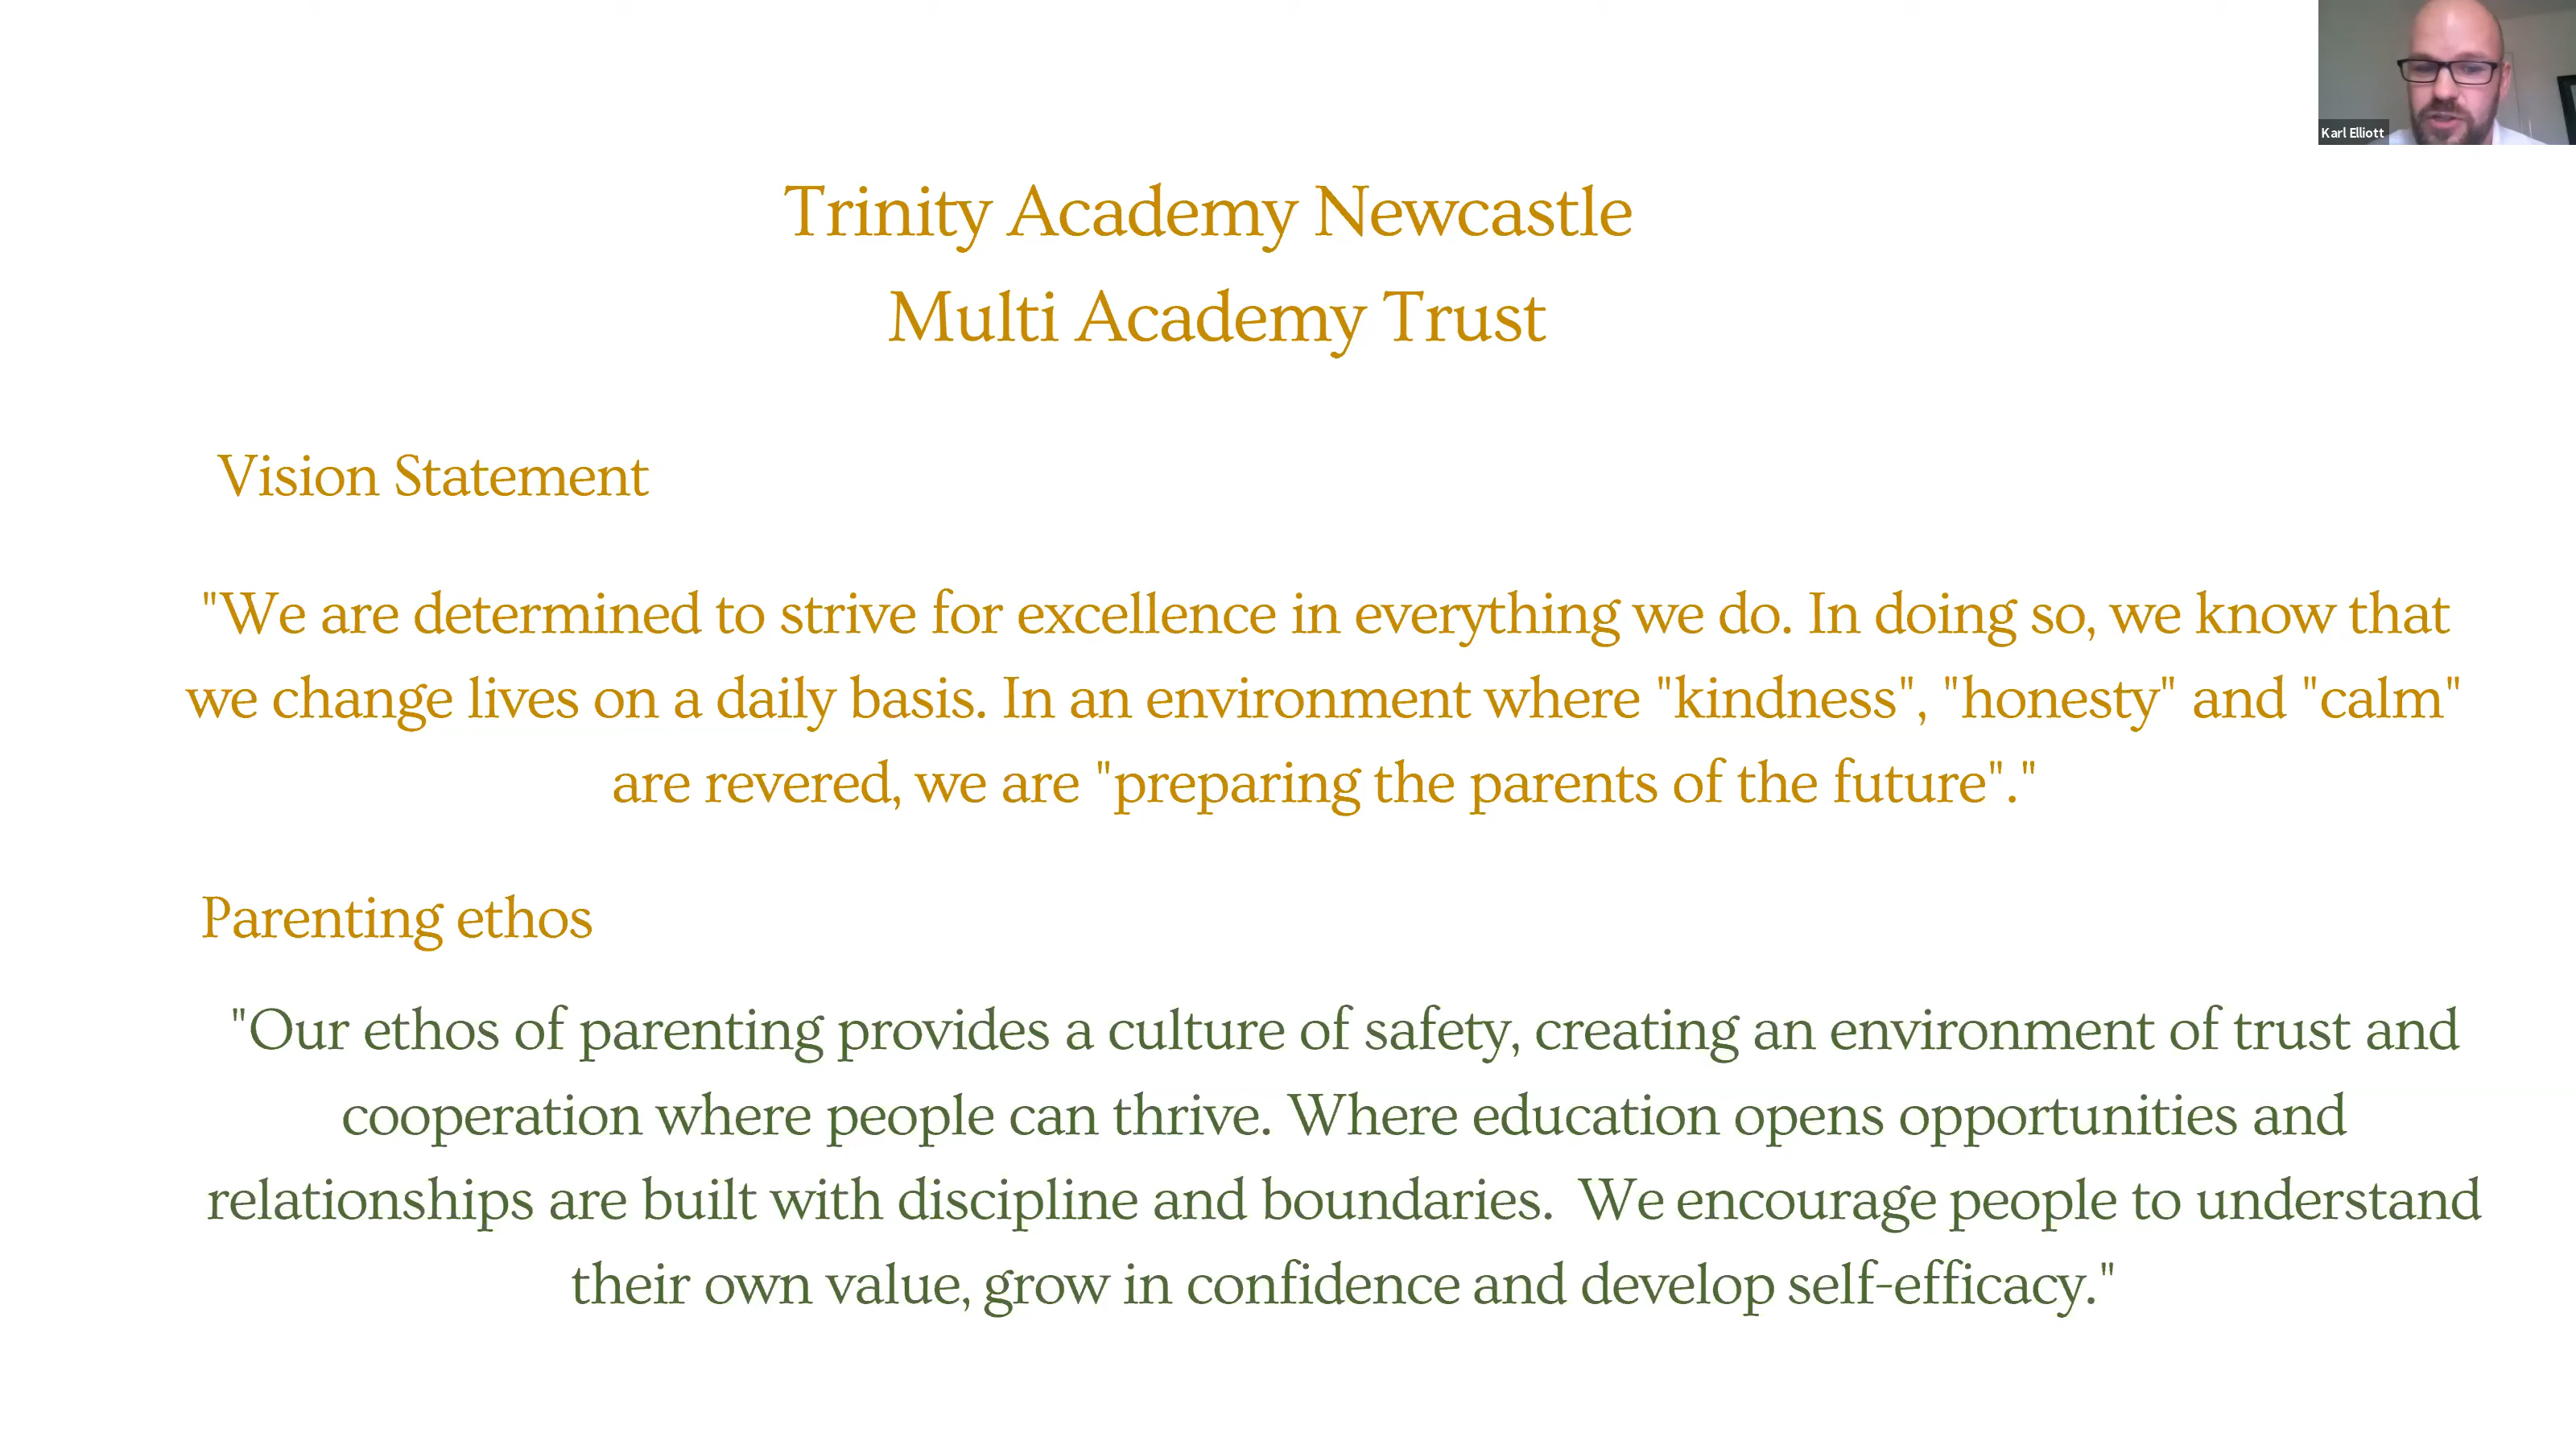 Karl Elliott
Trinity Academy Newcastle
Multi Academy Trust
Vision Statement
"We are determined to strive for excellence in everything we do. In doing so, we know that
we change lives on a daily basis. In an environment where "kindness", "honesty" and "calm"
are revered, we are "preparing the parents of the future"."
Parenting ethos
"Our ethos of parenting provides a culture of safety, creating an environment of trust and
cooperation where people can thrive. Where education opens opportunities and
relationships are built with discipline and boundaries. We encourage people to understand
their own value, grow in confidence and develop self-efficacy."